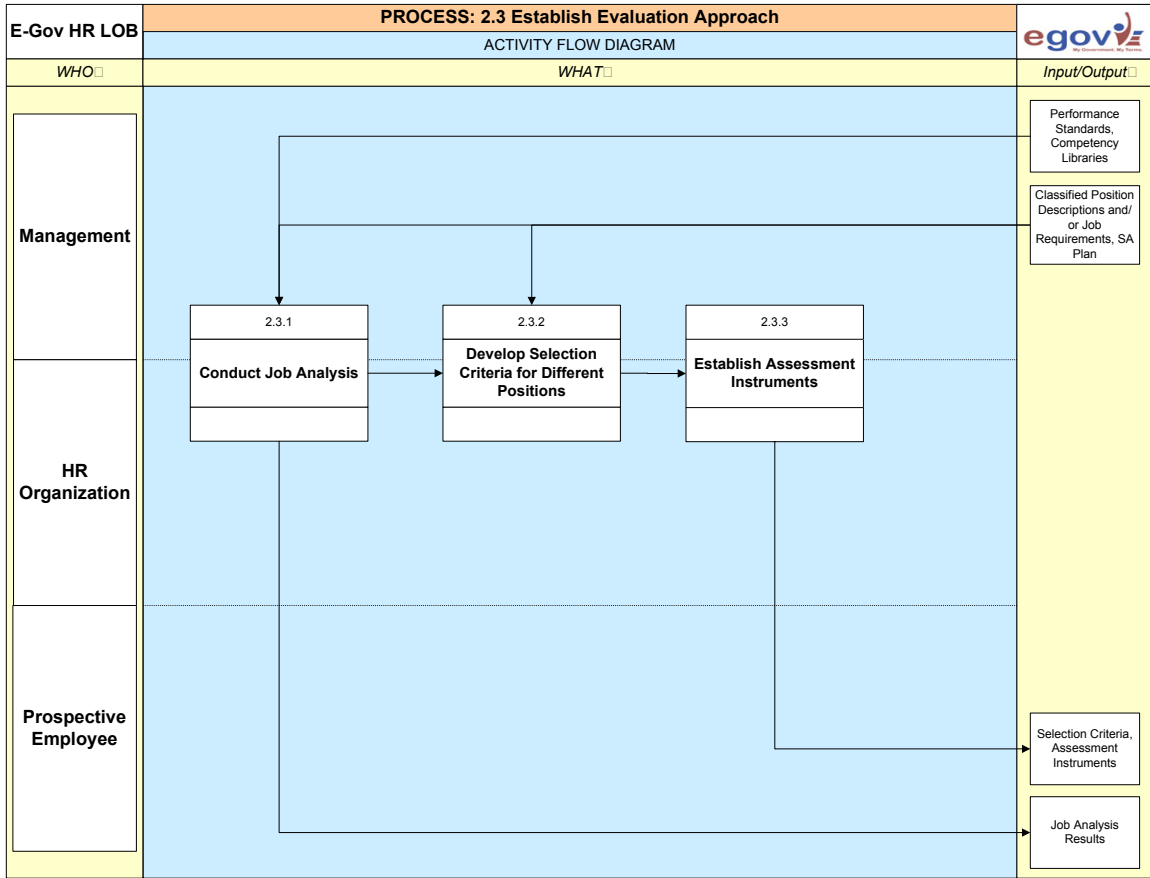 E-Gov HR LOB
PROCESS: 2.3 Establish Evaluation Approach
ACTIVITY FLOW DIAGRAM
egov
My Government. My Terms.
WHO□
WHAT□
Input/Output□
Management
HR
Organization
Prospective
Employee
Performance
Standards,
Competency
Libraries
Classified Position
Descriptions and/
or Job
Requirements, SA
Plan
2.3.1
Conduct Job Analysis
2.3.2
Develop Selection
Criteria for Different
Positions
2.3.3
Establish Assessment
Instruments
Selection Criteria,
Assessment
Instruments
Job Analysis
Results